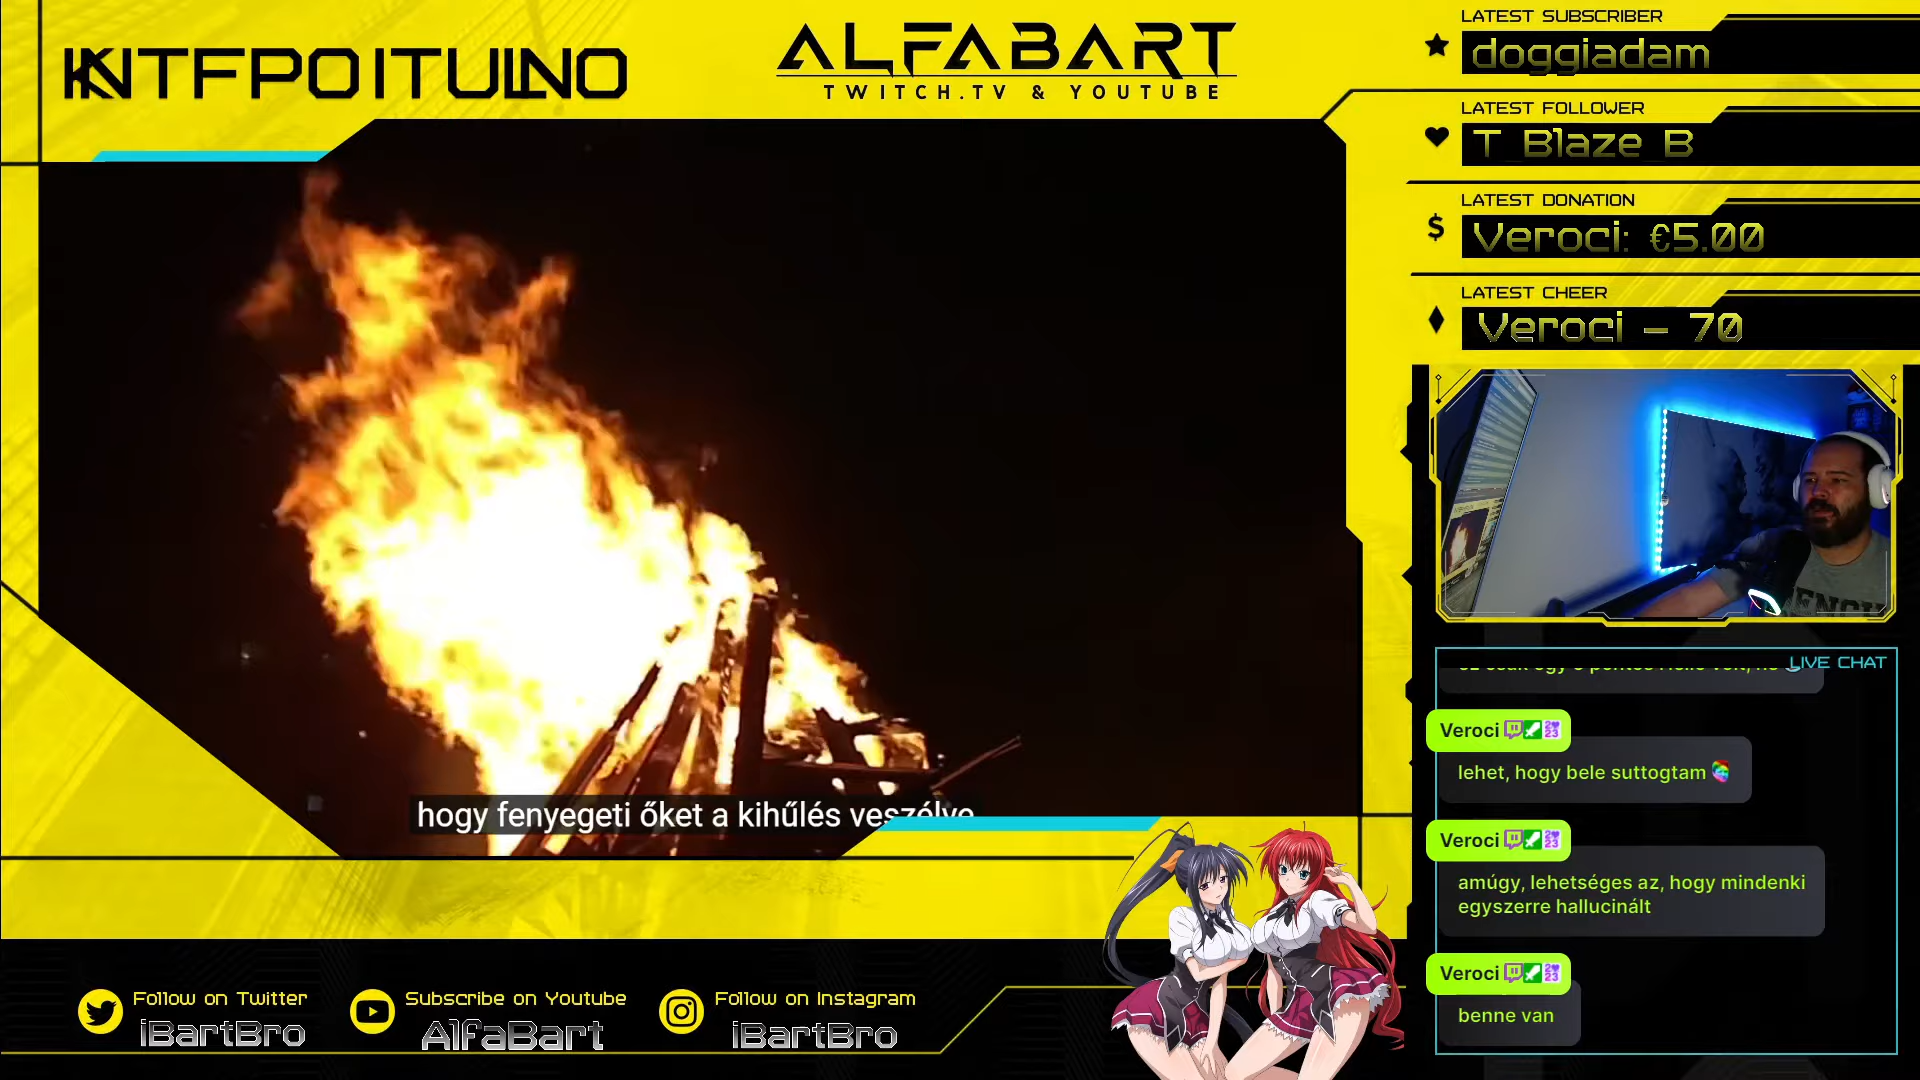 ALFABART
TWITCH.TV & YOUTUBE
LATEST SUBSCRIBER
doggiadam
LATEST FOLLOWER
T_Blaze_B
LATEST DONATION
Veroci: €5.00
LATEST CHEER
Veroci - 70
hogy fenyegeti őket a kihűlés veszélye
LIVE CHAT
Veroci
lehet, hogy bele suttogtam
Veroci
amúgy, lehetséges az, hogy mindenki
egyszerre hallucinált
Veroci
benne van
Follow on Twitter
iBartBro
Subscribe on Youtube
AlfaBart
Follow on Instagram
iBartBro